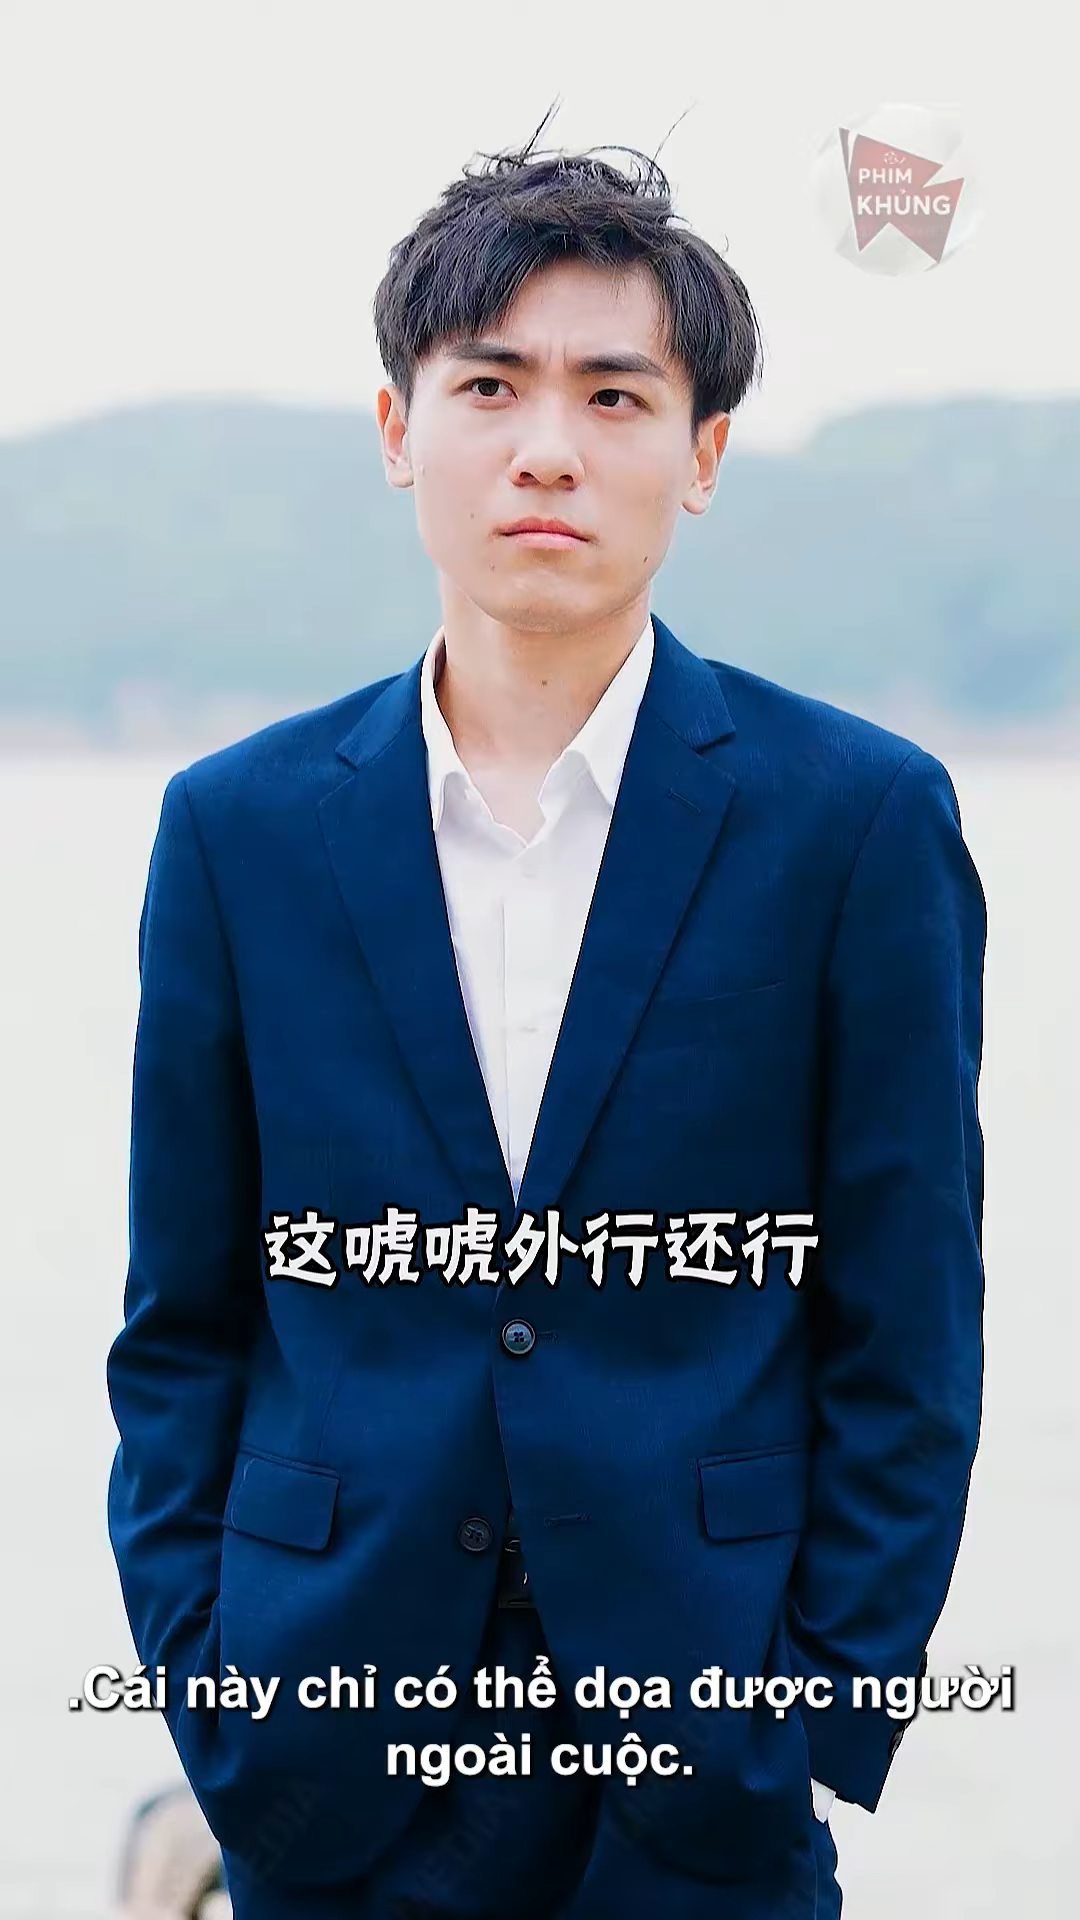 PHIM
KHỦNG
这唬唬外行还行
.Cái này chỉ có thể dọa được người
ngoài cuộc.